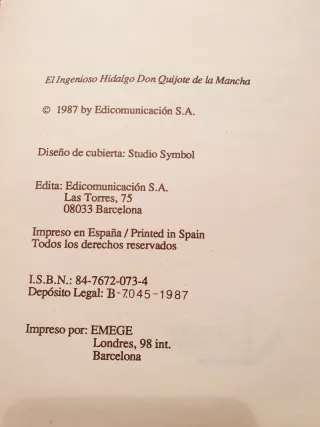 El Ingenioso Hidalgo Don Quijote de la Mancha
© 1987 by Edicomunicación S.A.
Diseño de cubierta: Studio Symbol
Edita: Edicomunicación S.A.
Las Torres, 75
08033 Barcelona
Impreso en España / Printed in Spain
Todos los derechos reservados
I.S.B.N.: 84-7672-073-4
Depósito Legal: B-7.045-1987
Impreso por: EMEGE
Londres, 98 int.
Barcelona